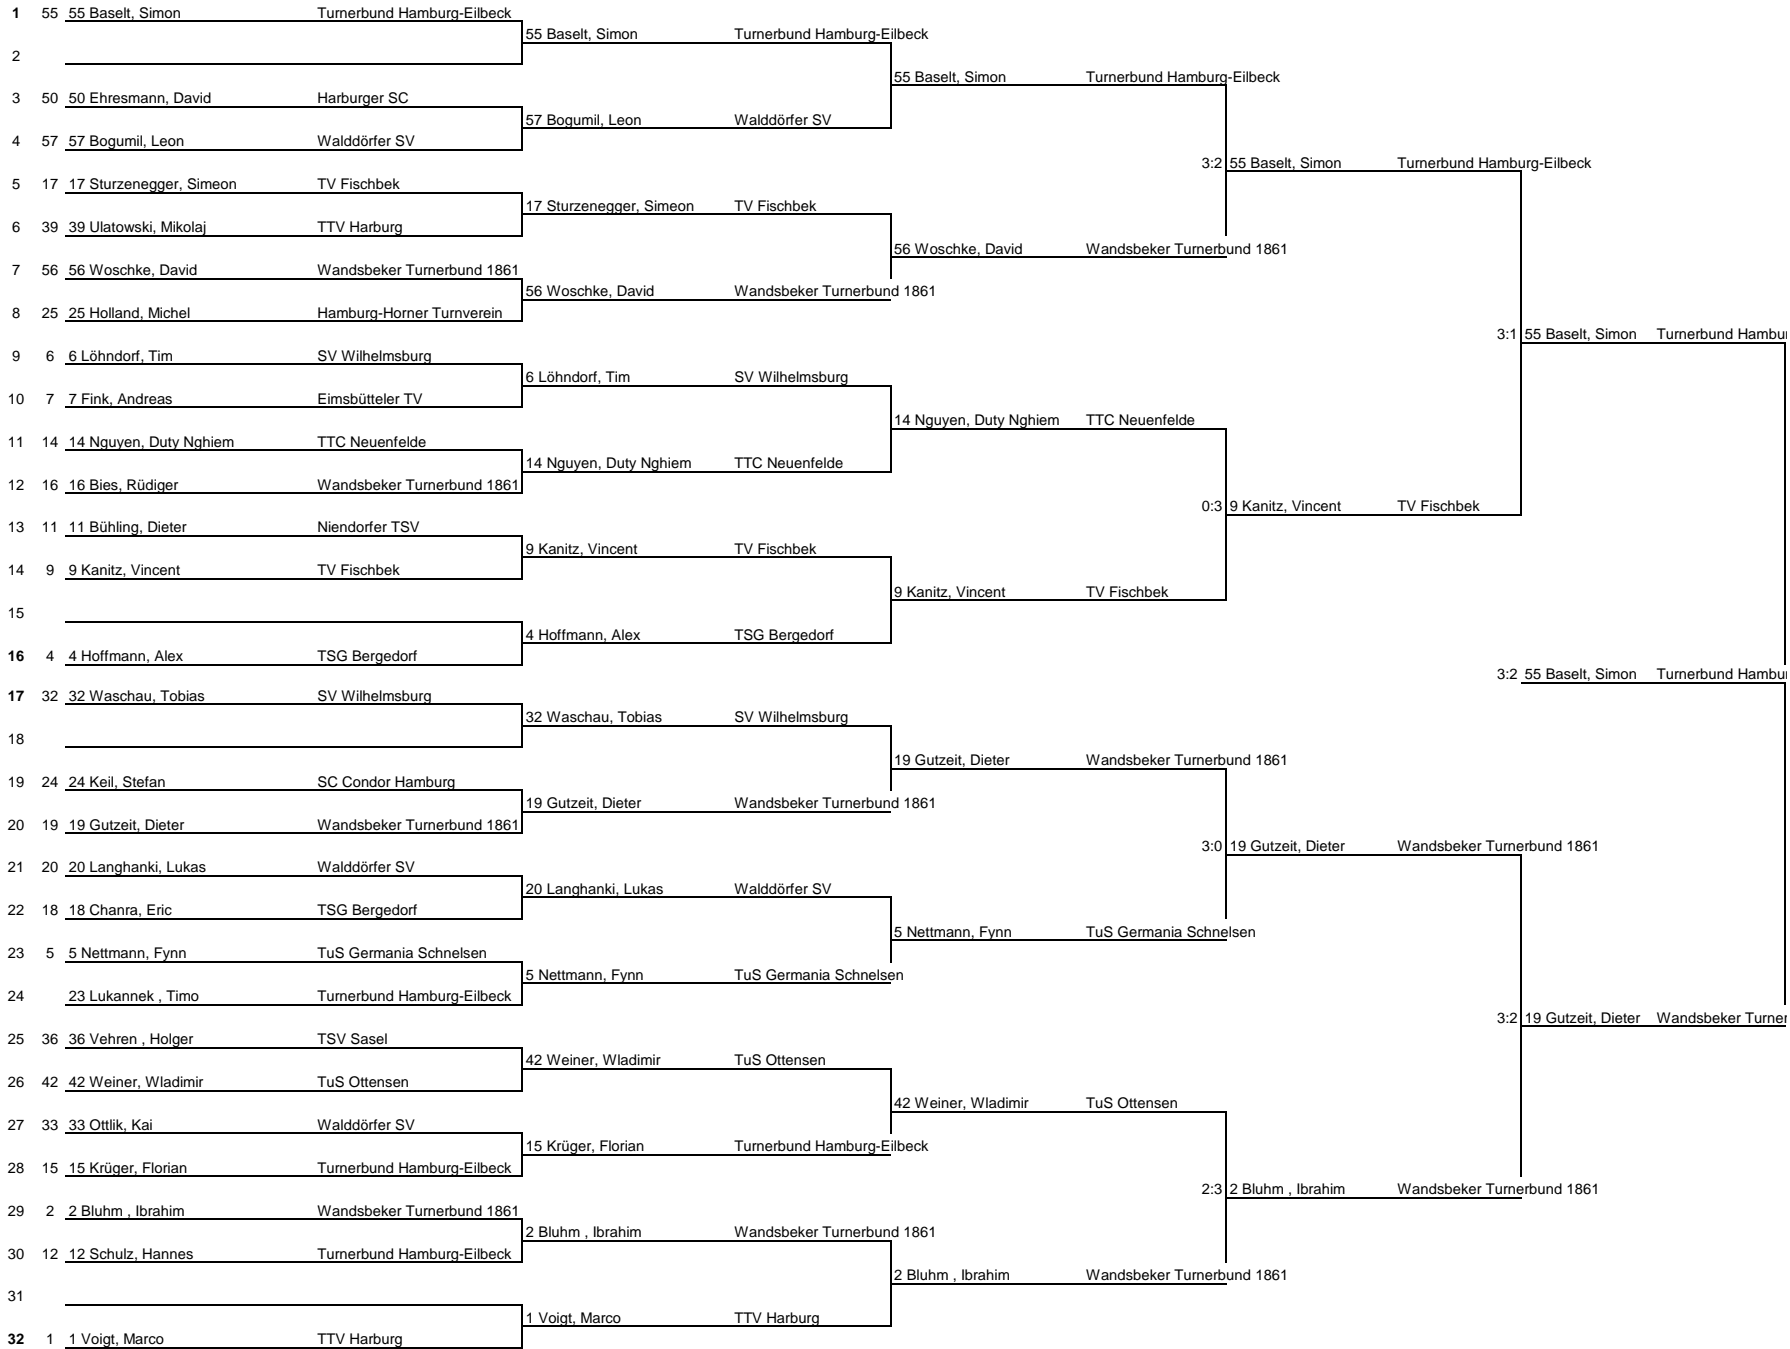 1 55 55 Baselt, Simon Turnerbund Hamburg-Eilbeck
55 Baselt, Simon Turnerbund Hamburg-Eilbeck
2
55 Baselt, Simon Turnerbund Hamburg-Eilbeck
3 50 50 Ehresmann, David Harburger SC
57 Bogumil, Leon Walddörfer SV
4 57 57 Bogumil, Leon Walddörfer SV
3:2 55 Baselt, Simon Turnerbund Hamburg-Eilbeck
5 17 17 Sturzenegger, Simeon TV Fischbek
17 Sturzenegger, Simeon TV Fischbek
6 39 39 Ulatowski, Mikolaj TTV Harburg
56 Woschke, David Wandsbeker Turnerbund 1861
7 56 56 Woschke, David Wandsbeker Turnerbund 1861
56 Woschke, David Wandsbeker Turnerbund 1861
8 25 25 Holland, Michel Hamburg-Horner Turnverein
3:1 55 Baselt, Simon Turnerbund Hambur
9 6 6 Löhndorf, Tim SV Wilhelmsburg
6 Löhndorf, Tim SV Wilhelmsburg
10 7 7 Fink, Andreas Eimsbütteler TV
14 Nguyen, Duty Nghiem TTC Neuenfelde
11 14 14 Nguyen, Duty Nghiem TTC Neuenfelde
14 Nguyen, Duty Nghiem TTC Neuenfelde
12 16 16 Bies, Rüdiger Wandsbeker Turnerbund 1861
0:3 9 Kanitz, Vincent TV Fischbek
13 11 11 Bühling, Dieter Niendorfer TSV
9 Kanitz, Vincent TV Fischbek
14 9 9 Kanitz, Vincent TV Fischbek
9 Kanitz, Vincent TV Fischbek
15
4 Hoffmann, Alex TSG Bergedorf
16 4 4 Hoffmann, Alex TSG Bergedorf
3:2 55 Baselt, Simon Turnerbund Hambur
17 32 32 Waschau, Tobias SV Wilhelmsburg
32 Waschau, Tobias SV Wilhelmsburg
18
19 Gutzeit, Dieter Wandsbeker Turnerbund 1861
19 24 24 Keil, Stefan SC Condor Hamburg
19 Gutzeit, Dieter Wandsbeker Turnerbund 1861
20 19 19 Gutzeit, Dieter Wandsbeker Turnerbund 1861
3:0 19 Gutzeit, Dieter Wandsbeker Turnerbund 1861
21 20 20 Langhanki, Lukas Walddörfer SV
20 Langhanki, Lukas Walddörfer SV
22 18 18 Chanra, Eric TSG Bergedorf
5 Nettmann, Fynn TuS Germania Schnelsen
23 5 5 Nettmann, Fynn TuS Germania Schnelsen
5 Nettmann, Fynn TuS Germania Schnelsen
24 23 Lukannek , Timo Turnerbund Hamburg-Eilbeck
3:2 19 Gutzeit, Dieter Wandsbeker Turner
25 36 36 Vehren , Holger TSV Sasel
42 Weiner, Wladimir TuS Ottensen
26 42 42 Weiner, Wladimir TuS Ottensen
42 Weiner, Wladimir TuS Ottensen
27 33 33 Ottlik, Kai Walddörfer SV
15 Krüger, Florian Turnerbund Hamburg-Eilbeck
28 15 15 Krüger, Florian Turnerbund Hamburg-Eilbeck
2:3 2 Bluhm , Ibrahim Wandsbeker Turnerbund 1861
29 2 2 Bluhm , Ibrahim Wandsbeker Turnerbund 1861
2 Bluhm , Ibrahim Wandsbeker Turnerbund 1861
30 12 12 Schulz, Hannes Turnerbund Hamburg-Eilbeck
2 Bluhm , Ibrahim Wandsbeker Turnerbund 1861
31
1 Voigt, Marco TTV Harburg
32 1 1 Voigt, Marco TTV Harburg